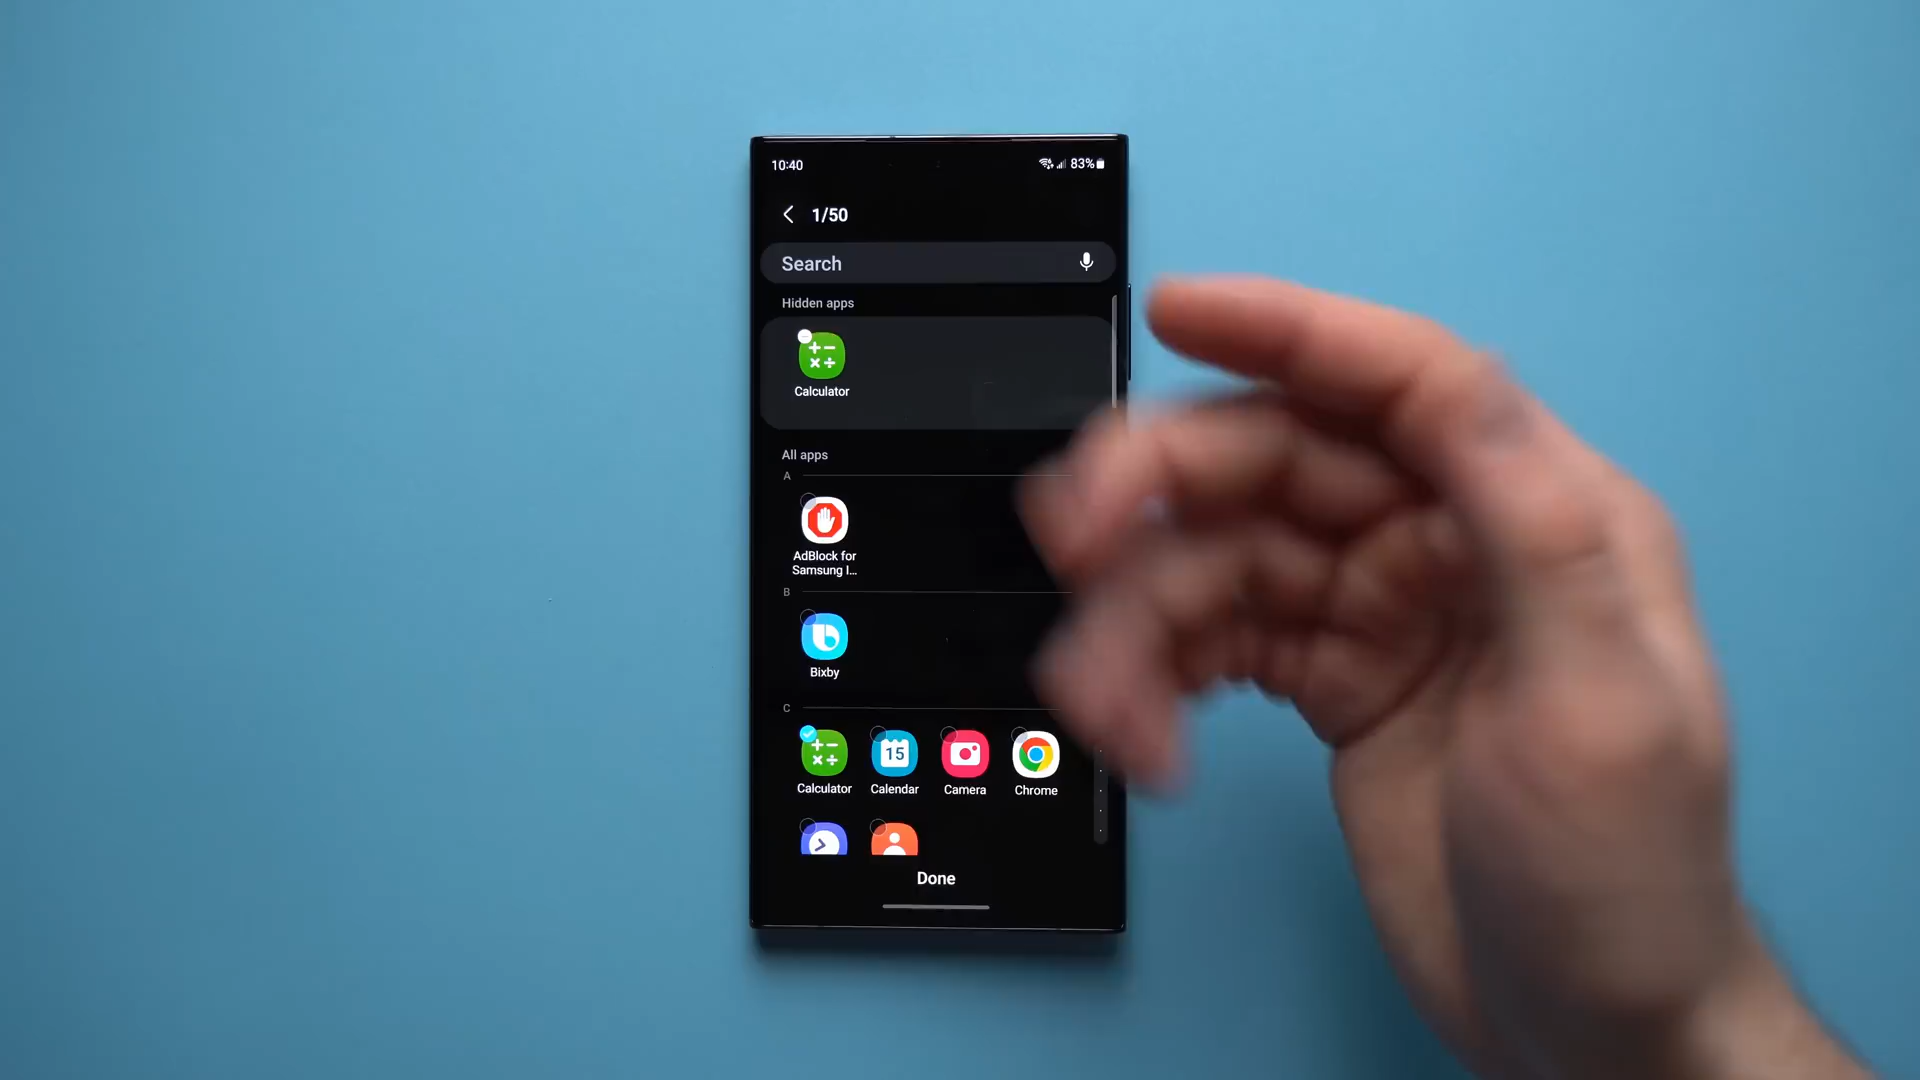 10:40 83%
1/50
Search
Hidden apps
Calculator
All apps
A
AdBlock for
Samsung I...
B
Bixby
C
15
Calculator Calendar Camera Chrome
Done